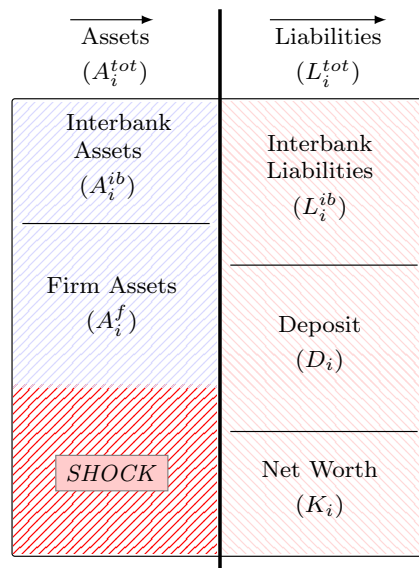 Assets
(A_i^{tot})
Interbank
Assets
(A_i^{ib})
Firm Assets
(A_i^f)
SHOCK
Liabilities
(L_i^{tot})
Interbank
Liabilities
(L_i^{ib})
Deposit
(D_i)
Net Worth
(K_i)